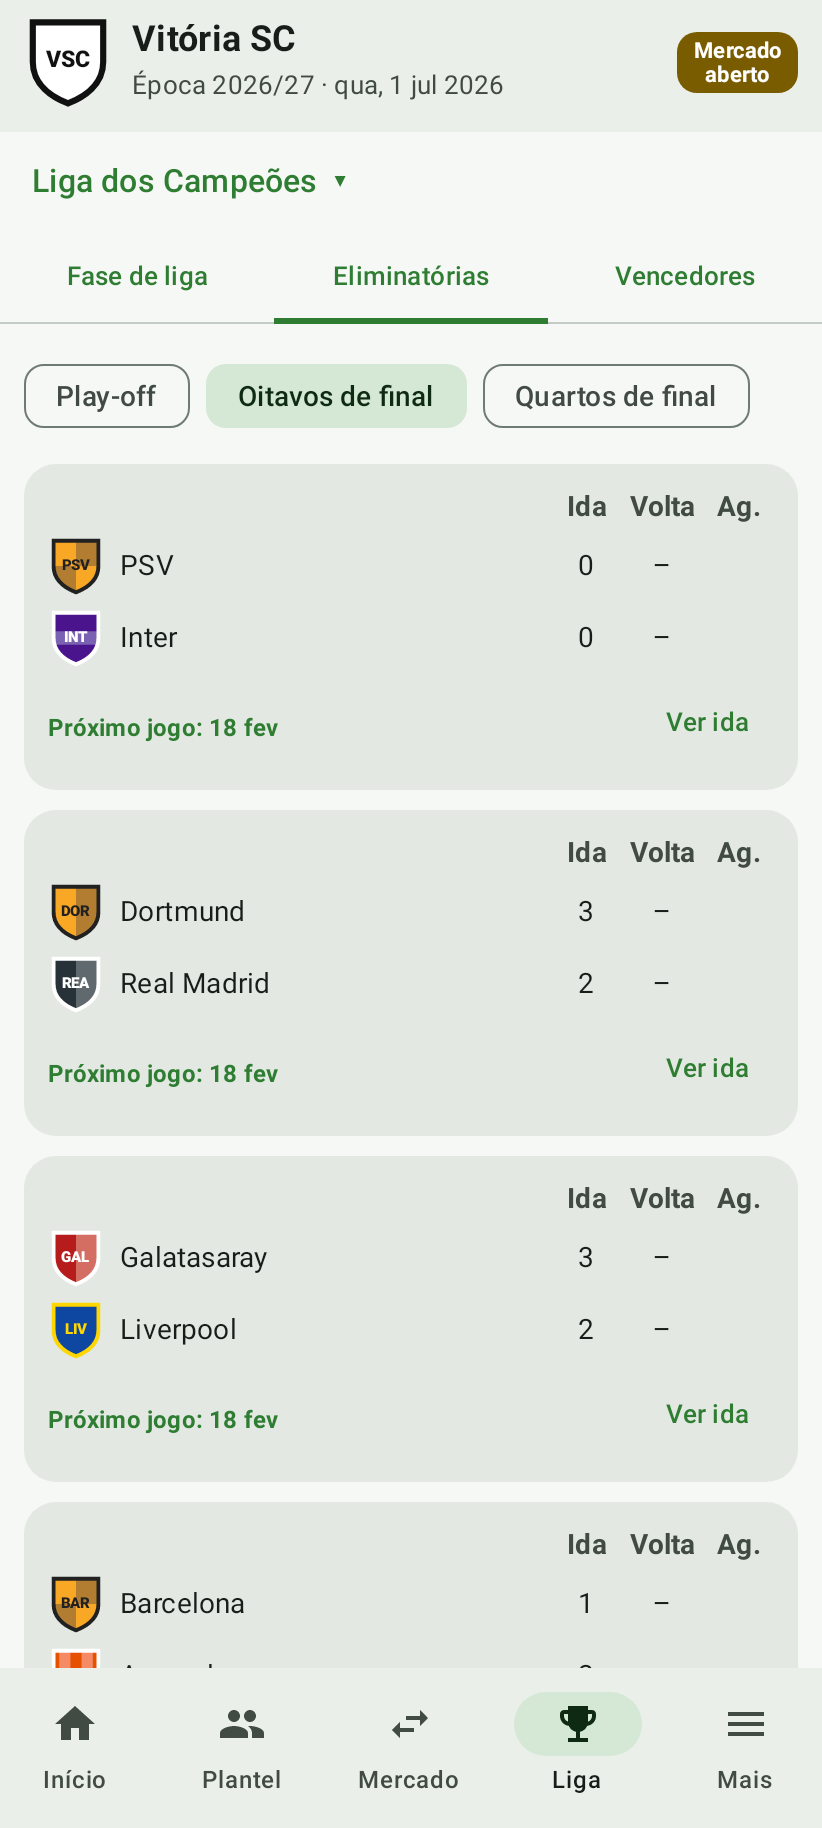 VSC
Vitória SC
Época 2026/27 · qua, 1 jul 2026
Mercado
aberto
Liga dos Campeões ▼
Fase de liga
Eliminatórias
Vencedores
Play-off
Oitavos de final
Quartos de final
Ida Volta Ag.
PSV PSV 0 –
INT Inter 0 –
Próximo jogo: 18 fev
Ver ida
Ida Volta Ag.
DOR Dortmund 3 –
REA Real Madrid 2 –
Próximo jogo: 18 fev
Ver ida
Ida Volta Ag.
GAL Galatasaray 3 –
LIV Liverpool 2 –
Próximo jogo: 18 fev
Ver ida
Ida Volta Ag.
BAR Barcelona 1 –
Início
Plantel
Mercado
Liga
Mais